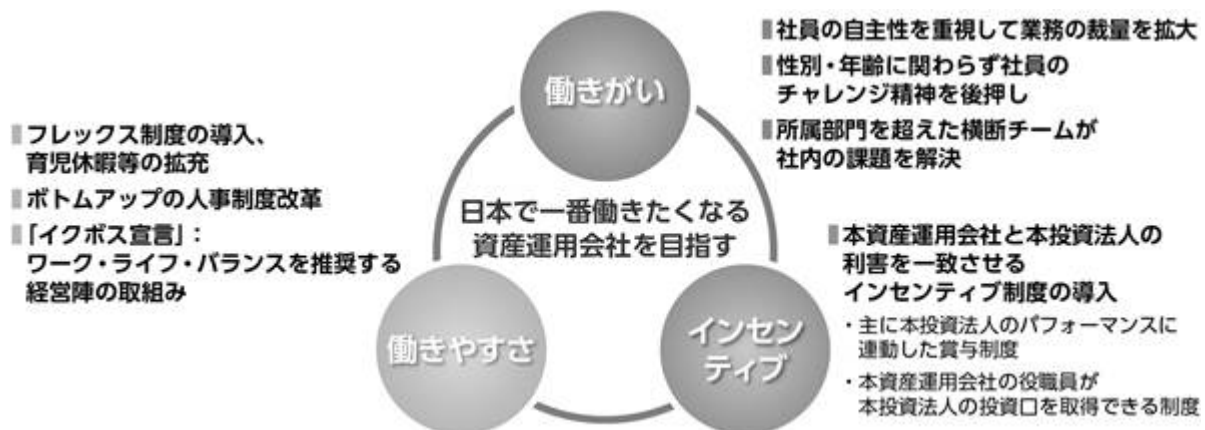 働きがい
■社員の自主性を重視して業務の裁量を拡大
■性別・年齢に関わらず社員の
チャレンジ精神を後押し
■所属部門を超えた横断チームが
社内の課題を解決
■フレックス制度の導入、
育児休暇等の拡充
■ボトムアップの人事制度改革
■「イクボス宣言」:
ワーク・ライフ・バランスを推奨する
経営陣の取組み
日本で一番働きたくなる
資産運用会社を目指す
働きやすさ
インセン
ティブ
■本資産運用会社と本投資法人の
利害を一致させる
インセンティブ制度の導入
・主に本投資法人のパフォーマンスに
連動した賞与制度
・本資産運用会社の役職員が
本投資法人の投資口を取得できる制度